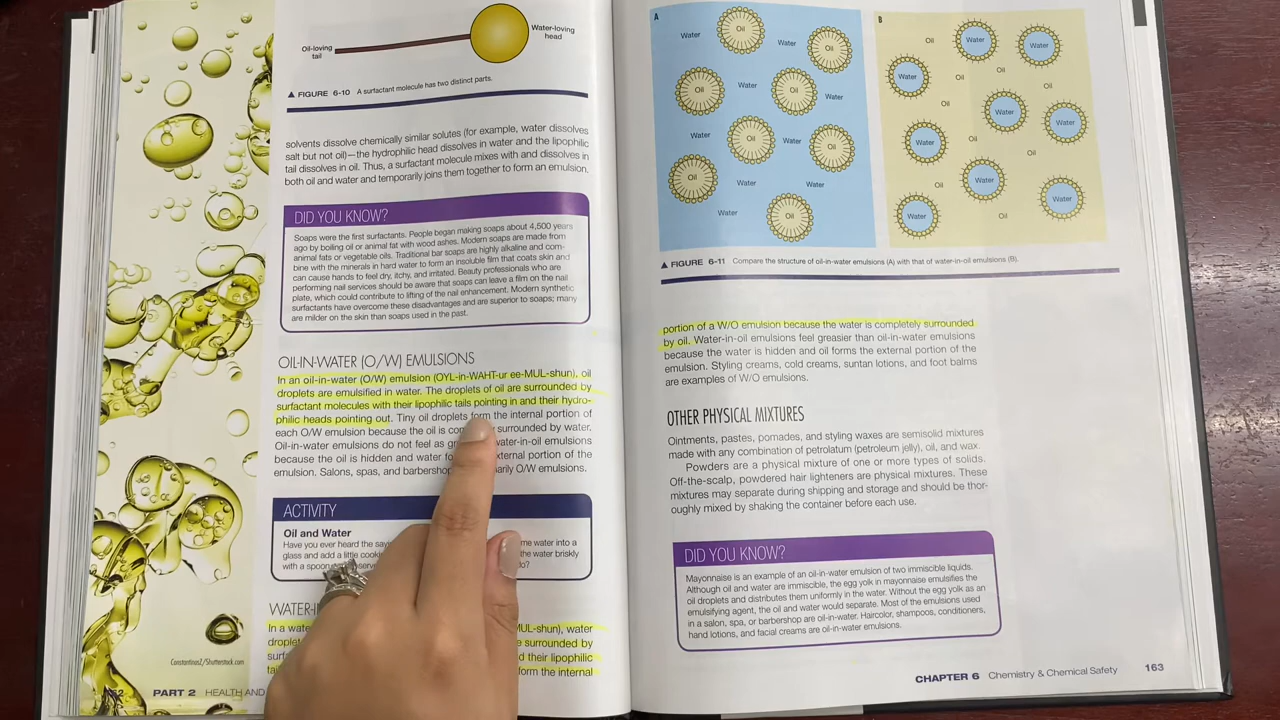 Oil-loving
tail
Water-loving
head
▲ FIGURE 6-10 A surfactant molecule has two distinct parts.
solvents dissolve chemically similar solutes (for example, water dissolves
salt but not oil)—the hydrophilic head dissolves in water and the lipophilic
tail dissolves in oil. Thus, a surfactant molecule mixes with and dissolves in
both oil and water and temporarily joins them together to form an emulsion.
DID YOU KNOW?
Soaps were the first surfactants. People began making soaps about 4,500 years
ago by boiling oil or animal fat with wood ashes. Modern soaps are made from
animal fats or vegetable oils. Traditional bar soaps are highly alkaline and com-
bine with the minerals in hard water to form an insoluble film that coats skin and
can cause hands to feel dry, itchy, and irritated. Beauty professionals who are
performing nail services should be aware that soaps can leave a film on the nail
plate, which could contribute to lifting of the nail enhancement. Modern synthetic
surfactants have overcome these disadvantages and are superior to soaps; many
are milder on the skin than soaps used in the past.
OIL-IN-WATER (O/W) EMULSIONS
In an oil-in-water (O/W) emulsion (OYL-in-WAHT-ur ee-MUL-shun), oil
droplets are emulsified in water. The droplets of oil are surrounded by
surfactant molecules with their lipophilic tails pointing in and their hydro-
philic heads pointing out. Tiny oil droplets form the internal portion of
each O/W emulsion because the oil is surrounded by water.
Oil-in-water emulsions do not feel as water-in-oil emulsions
because the oil is hidden and water portion of the
emulsion. Salons, spas, and O/W emulsions.
ACTIVITY
Oil and Water
Have you ever heard the me water into a
glass and add a little the water briskly
with a
In a water
droplet
MUL-shun), water
surrounded by
their lipophilic
form the internal
ConstantinosZ/Shutterstock.com
PART 2 HEALTH AND
A
Water
Oil
Water
Oil
Oil
Water
Oil
Water
Water
Oil
Water
Oil
Oil
Water
Water
Water
Oil
B
Oil
Water
Water
Water
Oil
Oil
Oil
Oil
Water
Water
Water
Oil
Oil
Oil
Water
Water
Water
Oil
▲ FIGURE 6-11 Compare the structure of oil-in-water emulsions (A) with that of water-in-oil emulsions (B).
portion of a W/O emulsion because the water is completely surrounded
by oil. Water-in-oil emulsions feel greasier than oil-in-water emulsions
because the water is hidden and oil forms the external portion of the
emulsion. Styling creams, cold creams, suntan lotions, and foot balms
are examples of W/O emulsions.
OTHER PHYSICAL MIXTURES
Ointments, pastes, pomades, and styling waxes are semisolid mixtures
made with any combination of petrolatum (petroleum jelly), oil, and wax.
Powders are a physical mixture of one or more types of solids.
Off-the-scalp, powdered hair lighteners are physical mixtures. These
mixtures may separate during shipping and storage and should be thor-
oughly mixed by shaking the container before each use.
DID YOU KNOW?
Mayonnaise is an example of an oil-in-water emulsion of two immiscible liquids.
Although oil and water are immiscible, the egg yolk in mayonnaise emulsifies the
oil droplets and distributes them uniformly in the water. Without the egg yolk as an
emulsifying agent, the oil and water would separate. Most of the emulsions used
in a salon, spa, or barbershop are oil-in-water. Haircolor, shampoos, conditioners,
hand lotions, and facial creams are oil-in-water emulsions.
CHAPTER 6 Chemistry & Chemical Safety 163